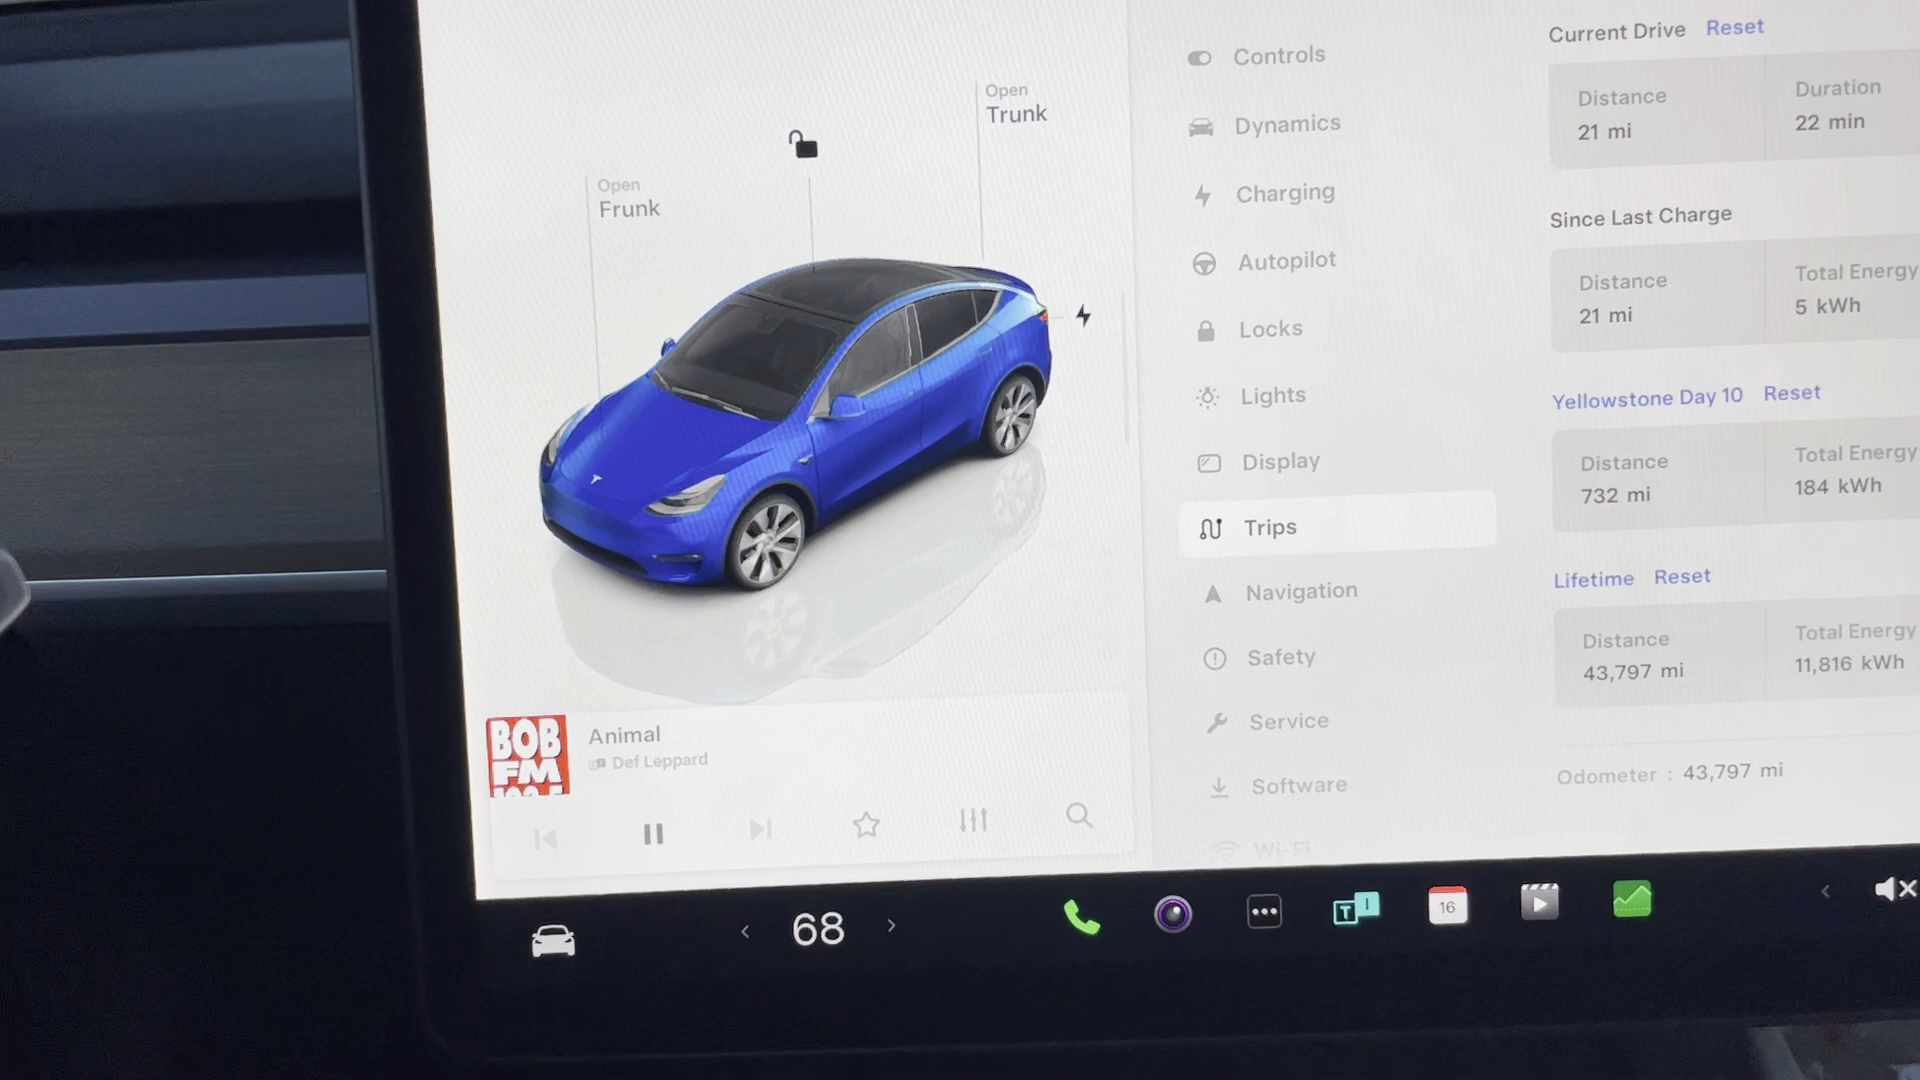 Open
Trunk
Open
Frunk
BOB
FM
Animal
Def Leppard
Controls
Dynamics
Charging
Autopilot
Locks
Lights
Display
Trips
Navigation
Safety
Service
Software
Wi-Fi
Current Drive Reset
Distance Duration
21 mi 22 min
Since Last Charge
Distance Total Energy
21 mi 5 kWh
Yellowstone Day 10 Reset
Distance Total Energy
732 mi 184 kWh
Lifetime Reset
Distance Total Energy
43,797 mi 11,816 kWh
Odometer : 43,797 mi
68
T I
16